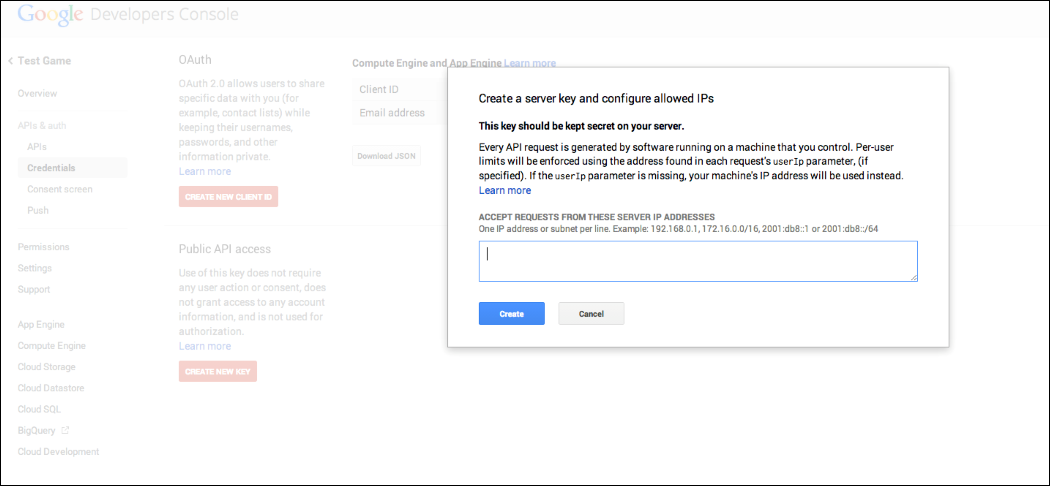 Google Developers Console
< Test Game
Overview
APIs & auth
APIs
Credentials
Consent screen
Push
Permissions
Settings
Support
App Engine
Compute Engine
Cloud Storage
Cloud Datastore
Cloud SQL
BigQuery
Cloud Development
OAuth
OAuth 2.0 allows users to share
specific data with you (for
example, contact lists) while
keeping their usernames,
passwords, and other
information private.
Learn more
CREATE NEW CLIENT ID
Public API access
Use of this key does not require
any user action or consent, does
not grant access to any account
information, and is not used for
authorization.
Learn more
CREATE NEW KEY
Compute Engine and App Engine Learn more
Client ID
Email address
Download JSON
Create a server key and configure allowed IPs
This key should be kept secret on your server.
Every API request is generated by software running on a machine that you control. Per-user
limits will be enforced using the address found in each request's userIp parameter, (if
specified). If the userIp parameter is missing, your machine's IP address will be used instead.
Learn more
ACCEPT REQUESTS FROM THESE SERVER IP ADDRESSES
One IP address or subnet per line. Example: 192.168.0.1, 172.16.0.0/16, 2001:db8::1 or 2001:db8::/64
Create
Cancel